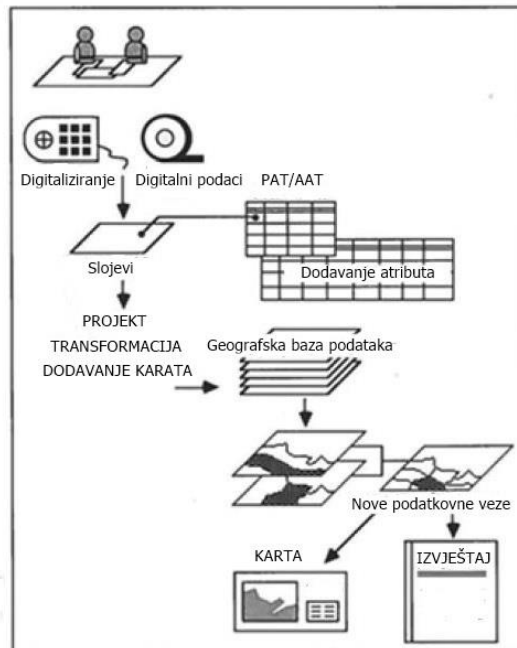 Digitaliziranje
Digitalni podaci
PAT/AAT
Slojevi
Dodavanje atributa
PROJEKT
TRANSFORMACIJA
DODAVANJE KARATA
Geografska baza podataka
Nove podatkovne veze
KARTA
IZVJEŠTAJ